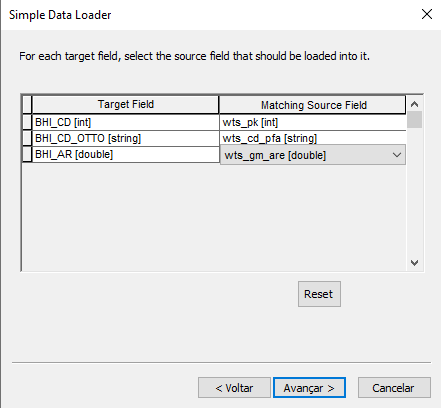 Simple Data Loader
For each target field, select the source field that should be loaded into it.
Target Field Matching Source Field
BHI_CD [int] wts_pk [int]
BHI_CD_OTTO [string] wts_cd_pfa [string]
BHI_AR [double] wts_gm_are [double]
Reset
< Voltar Avançar > Cancelar